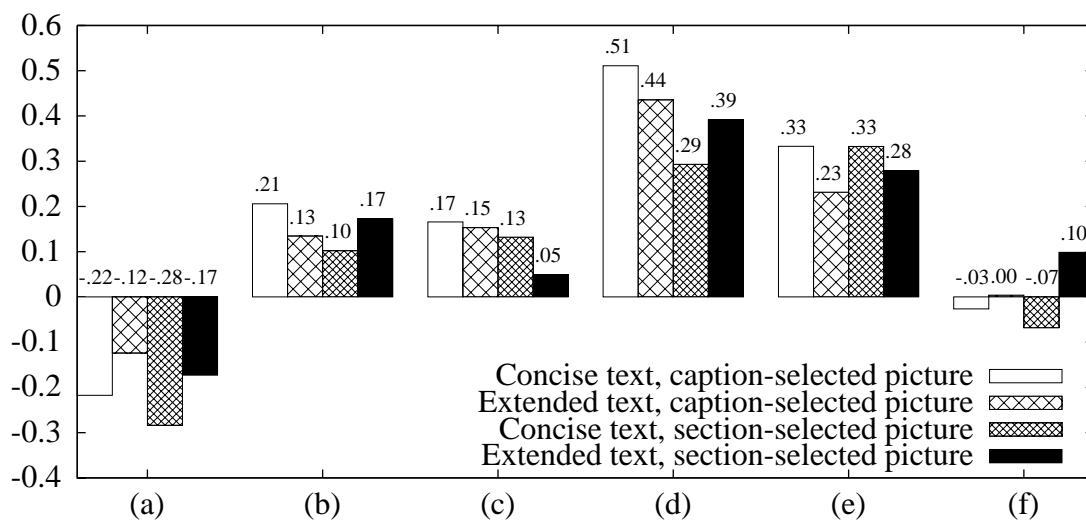 0.6
0.5
0.4
0.3
0.2
0.1
0
-0.1
-0.2
-0.3
-0.4
-.22 -.12 -.28 -.17
.21 .13 .10 .17
.17 .15 .13 .05
.51 .44 .29 .39
.33 .23 .33 .28
-.03 .00 -.07 .10
Concise text, caption-selected picture
Extended text, caption-selected picture
Concise text, section-selected picture
Extended text, section-selected picture
(a) (b) (c) (d) (e) (f)